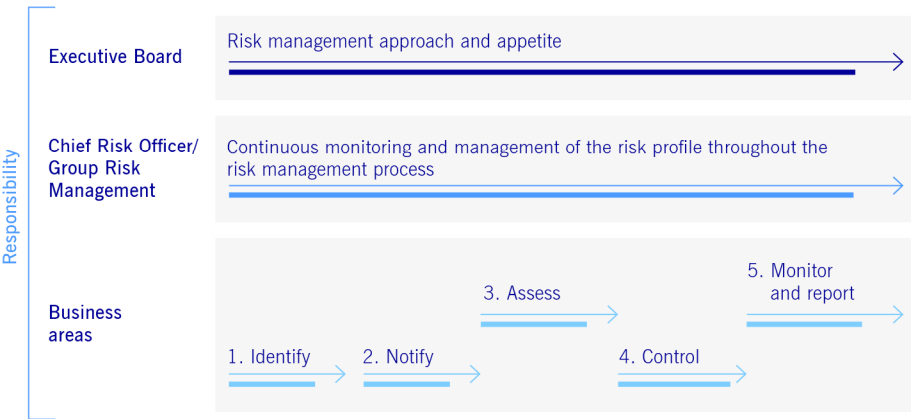 Responsibility
Executive Board
Risk management approach and appetite
Chief Risk Officer/
Group Risk
Management
Continuous monitoring and management of the risk profile throughout the
risk management process
Business
areas
1. Identify
2. Notify
3. Assess
4. Control
5. Monitor
and report